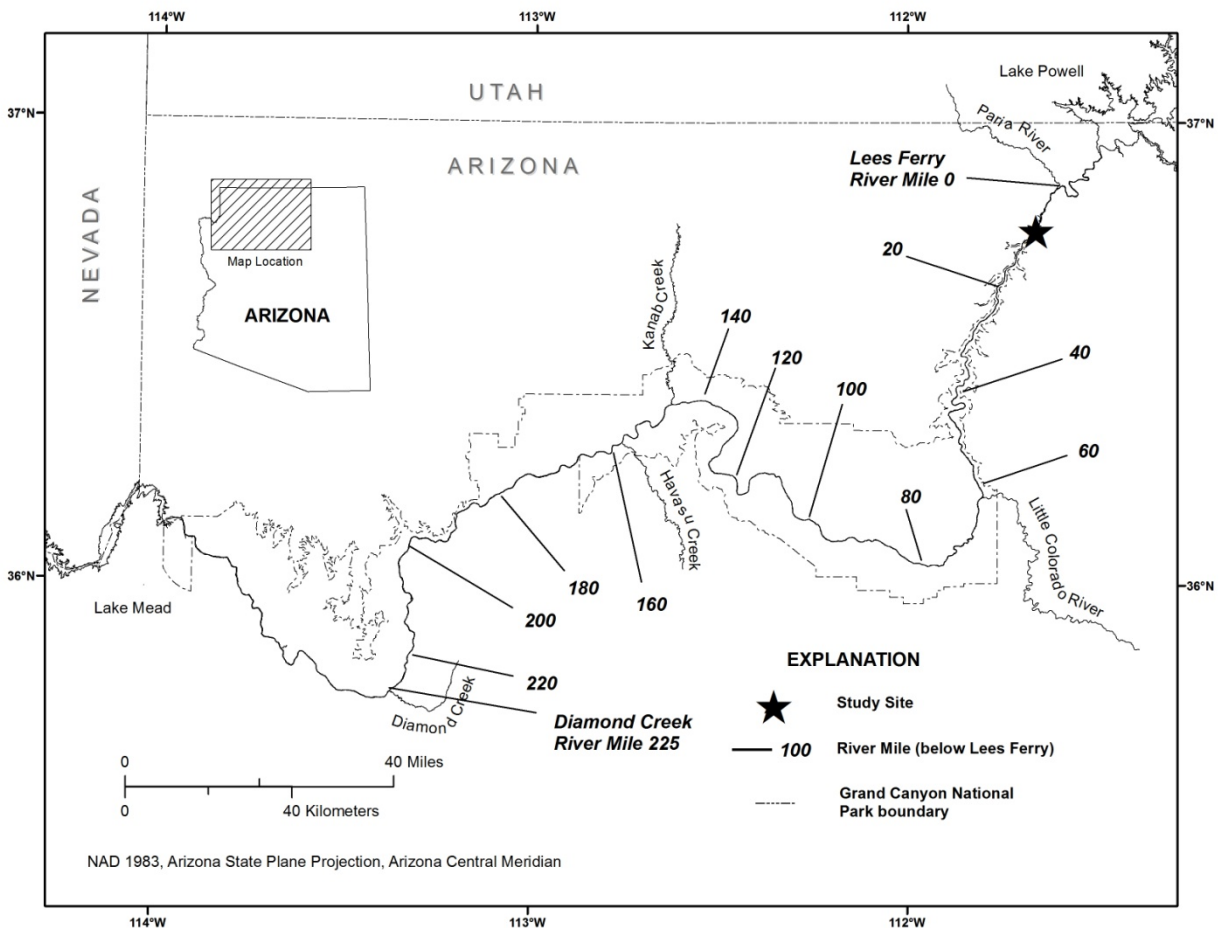 114°W
113°W
112°W
Lake Powell
UTAH
37°N
37°N
Paria River
ARIZONA
Lees Ferry
River Mile 0
NEVADA
Map Location
ARIZONA
20
Kanab Creek
140
120
100
40
60
80
Havasu Creek
Little Colorado River
180
160
200
36°N
36°N
Lake Mead
220
Diamond Creek
Diamond Creek
River Mile 225
EXPLANATION
Study Site
100 River Mile (below Lees Ferry)
Grand Canyon National
Park boundary
0 40 Miles
0 40 Kilometers
NAD 1983, Arizona State Plane Projection, Arizona Central Meridian
114°W
113°W
112°W